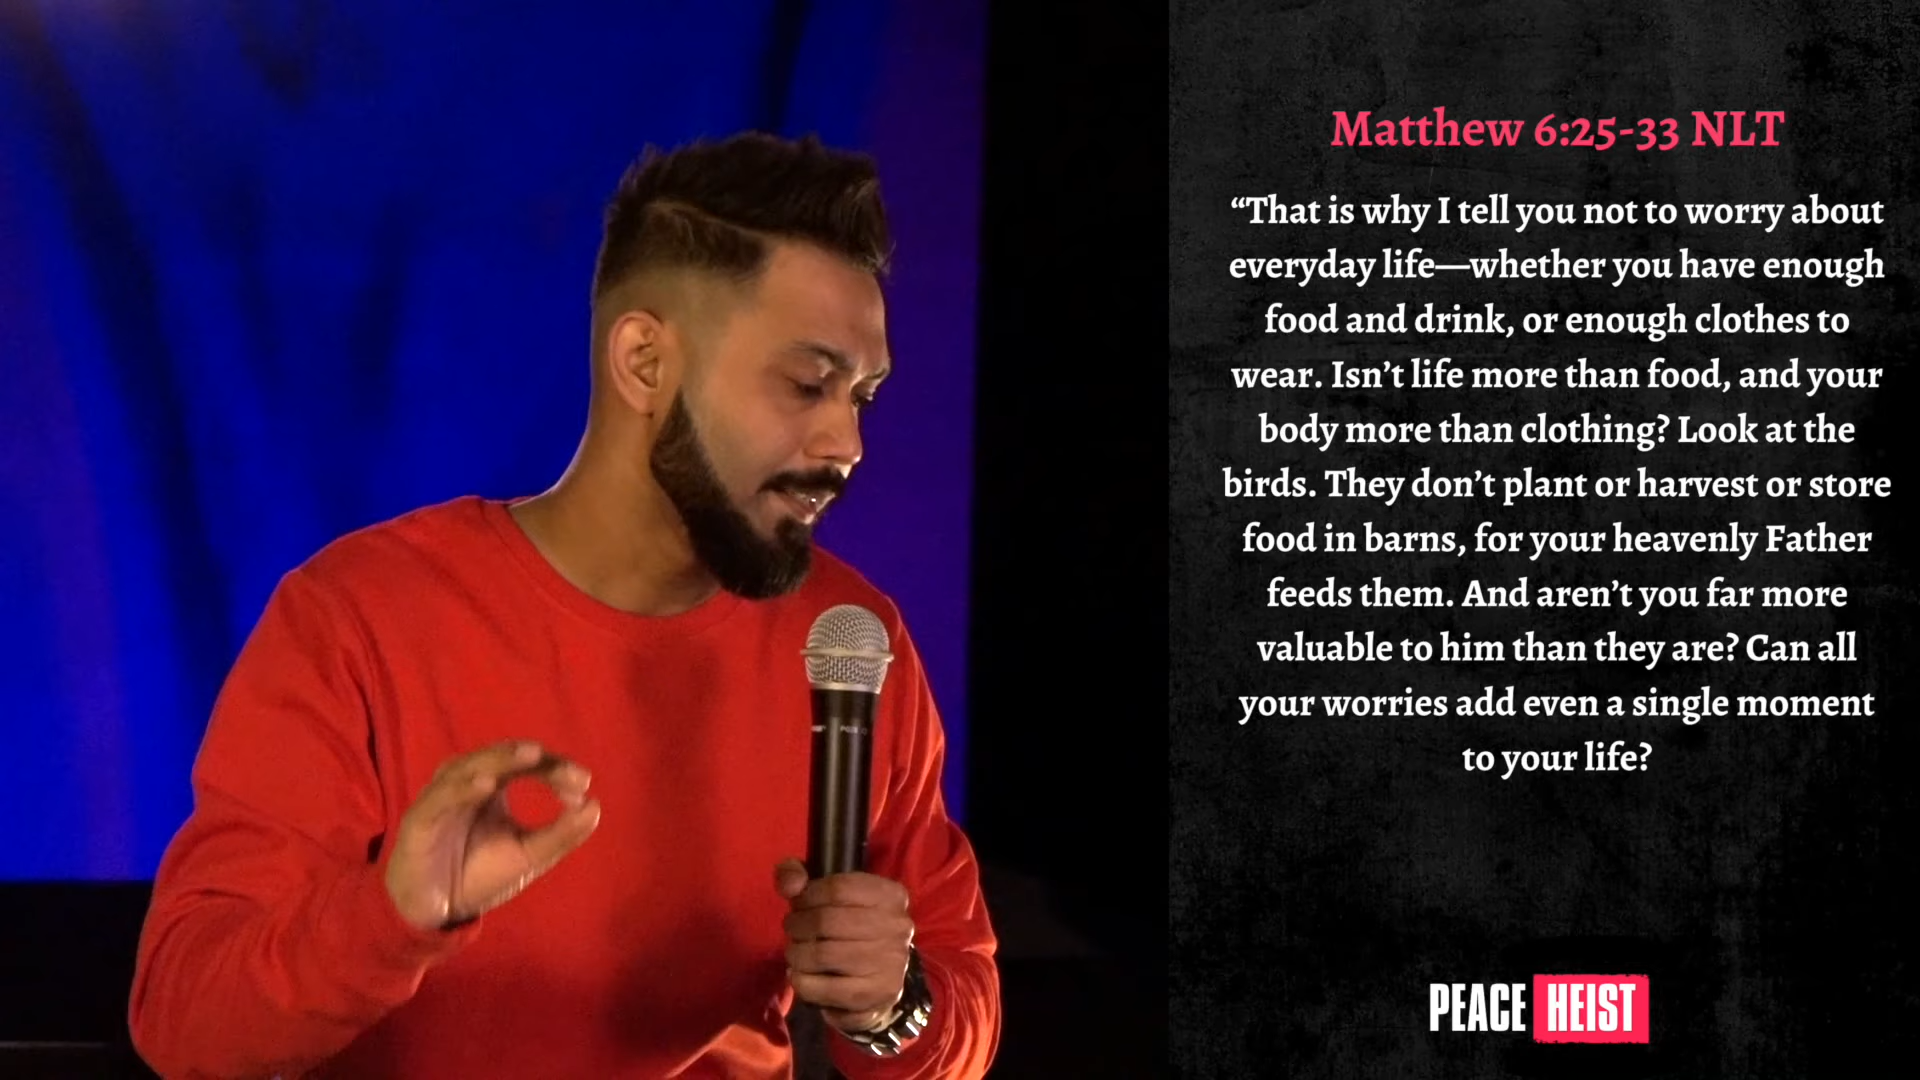 Matthew 6:25-33 NLT
“That is why I tell you not to worry about
everyday life—whether you have enough
food and drink, or enough clothes to
wear. Isn’t life more than food, and your
body more than clothing? Look at the
birds. They don’t plant or harvest or store
food in barns, for your heavenly Father
feeds them. And aren’t you far more
valuable to him than they are? Can all
your worries add even a single moment
to your life?
PEACE HEIST